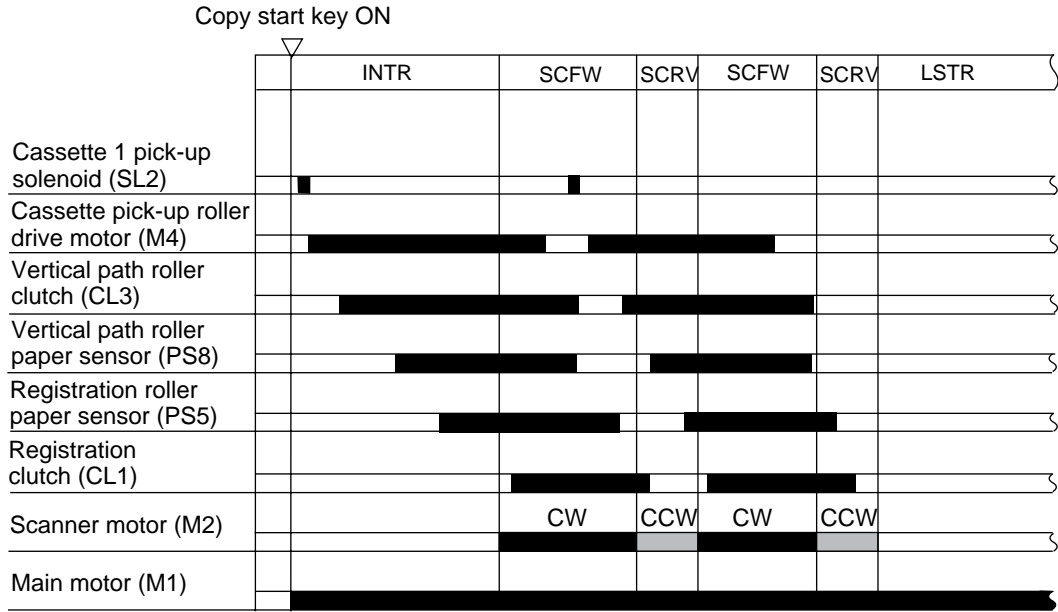 Copy start key ON
INTR SCFW SCRV SCFW SCRV LSTR
Cassette 1 pick-up
solenoid (SL2)
Cassette pick-up roller
drive motor (M4)
Vertical path roller
clutch (CL3)
Vertical path roller
paper sensor (PS8)
Registration roller
paper sensor (PS5)
Registration
clutch (CL1)
Scanner motor (M2) CW CCW CW CCW
Main motor (M1)